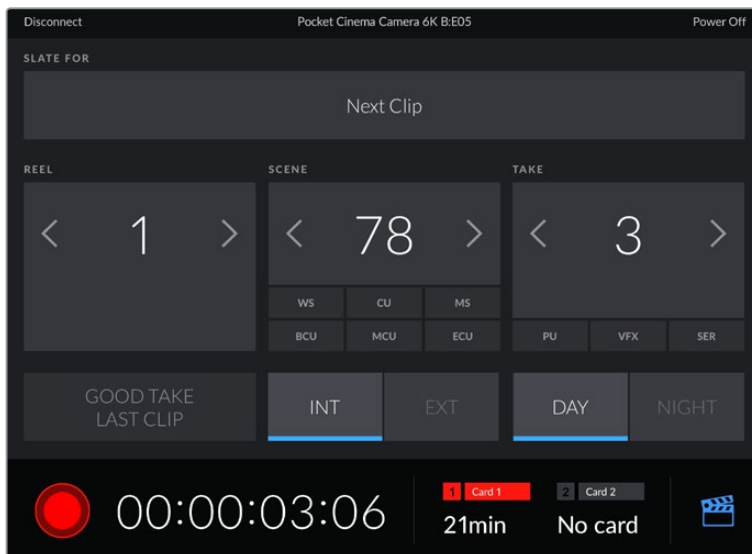 Disconnect
Pocket Cinema Camera 6K B:E05
Power Off
SLATE FOR
Next Clip
REEL
SCENE
TAKE
1
78
3
WS
CU
MS
BCU
MCU
ECU
PU
VFX
SER
GOOD TAKE
LAST CLIP
INT
EXT
DAY
NIGHT
00:00:03:06
1
Card 1
21min
2
Card 2
No card